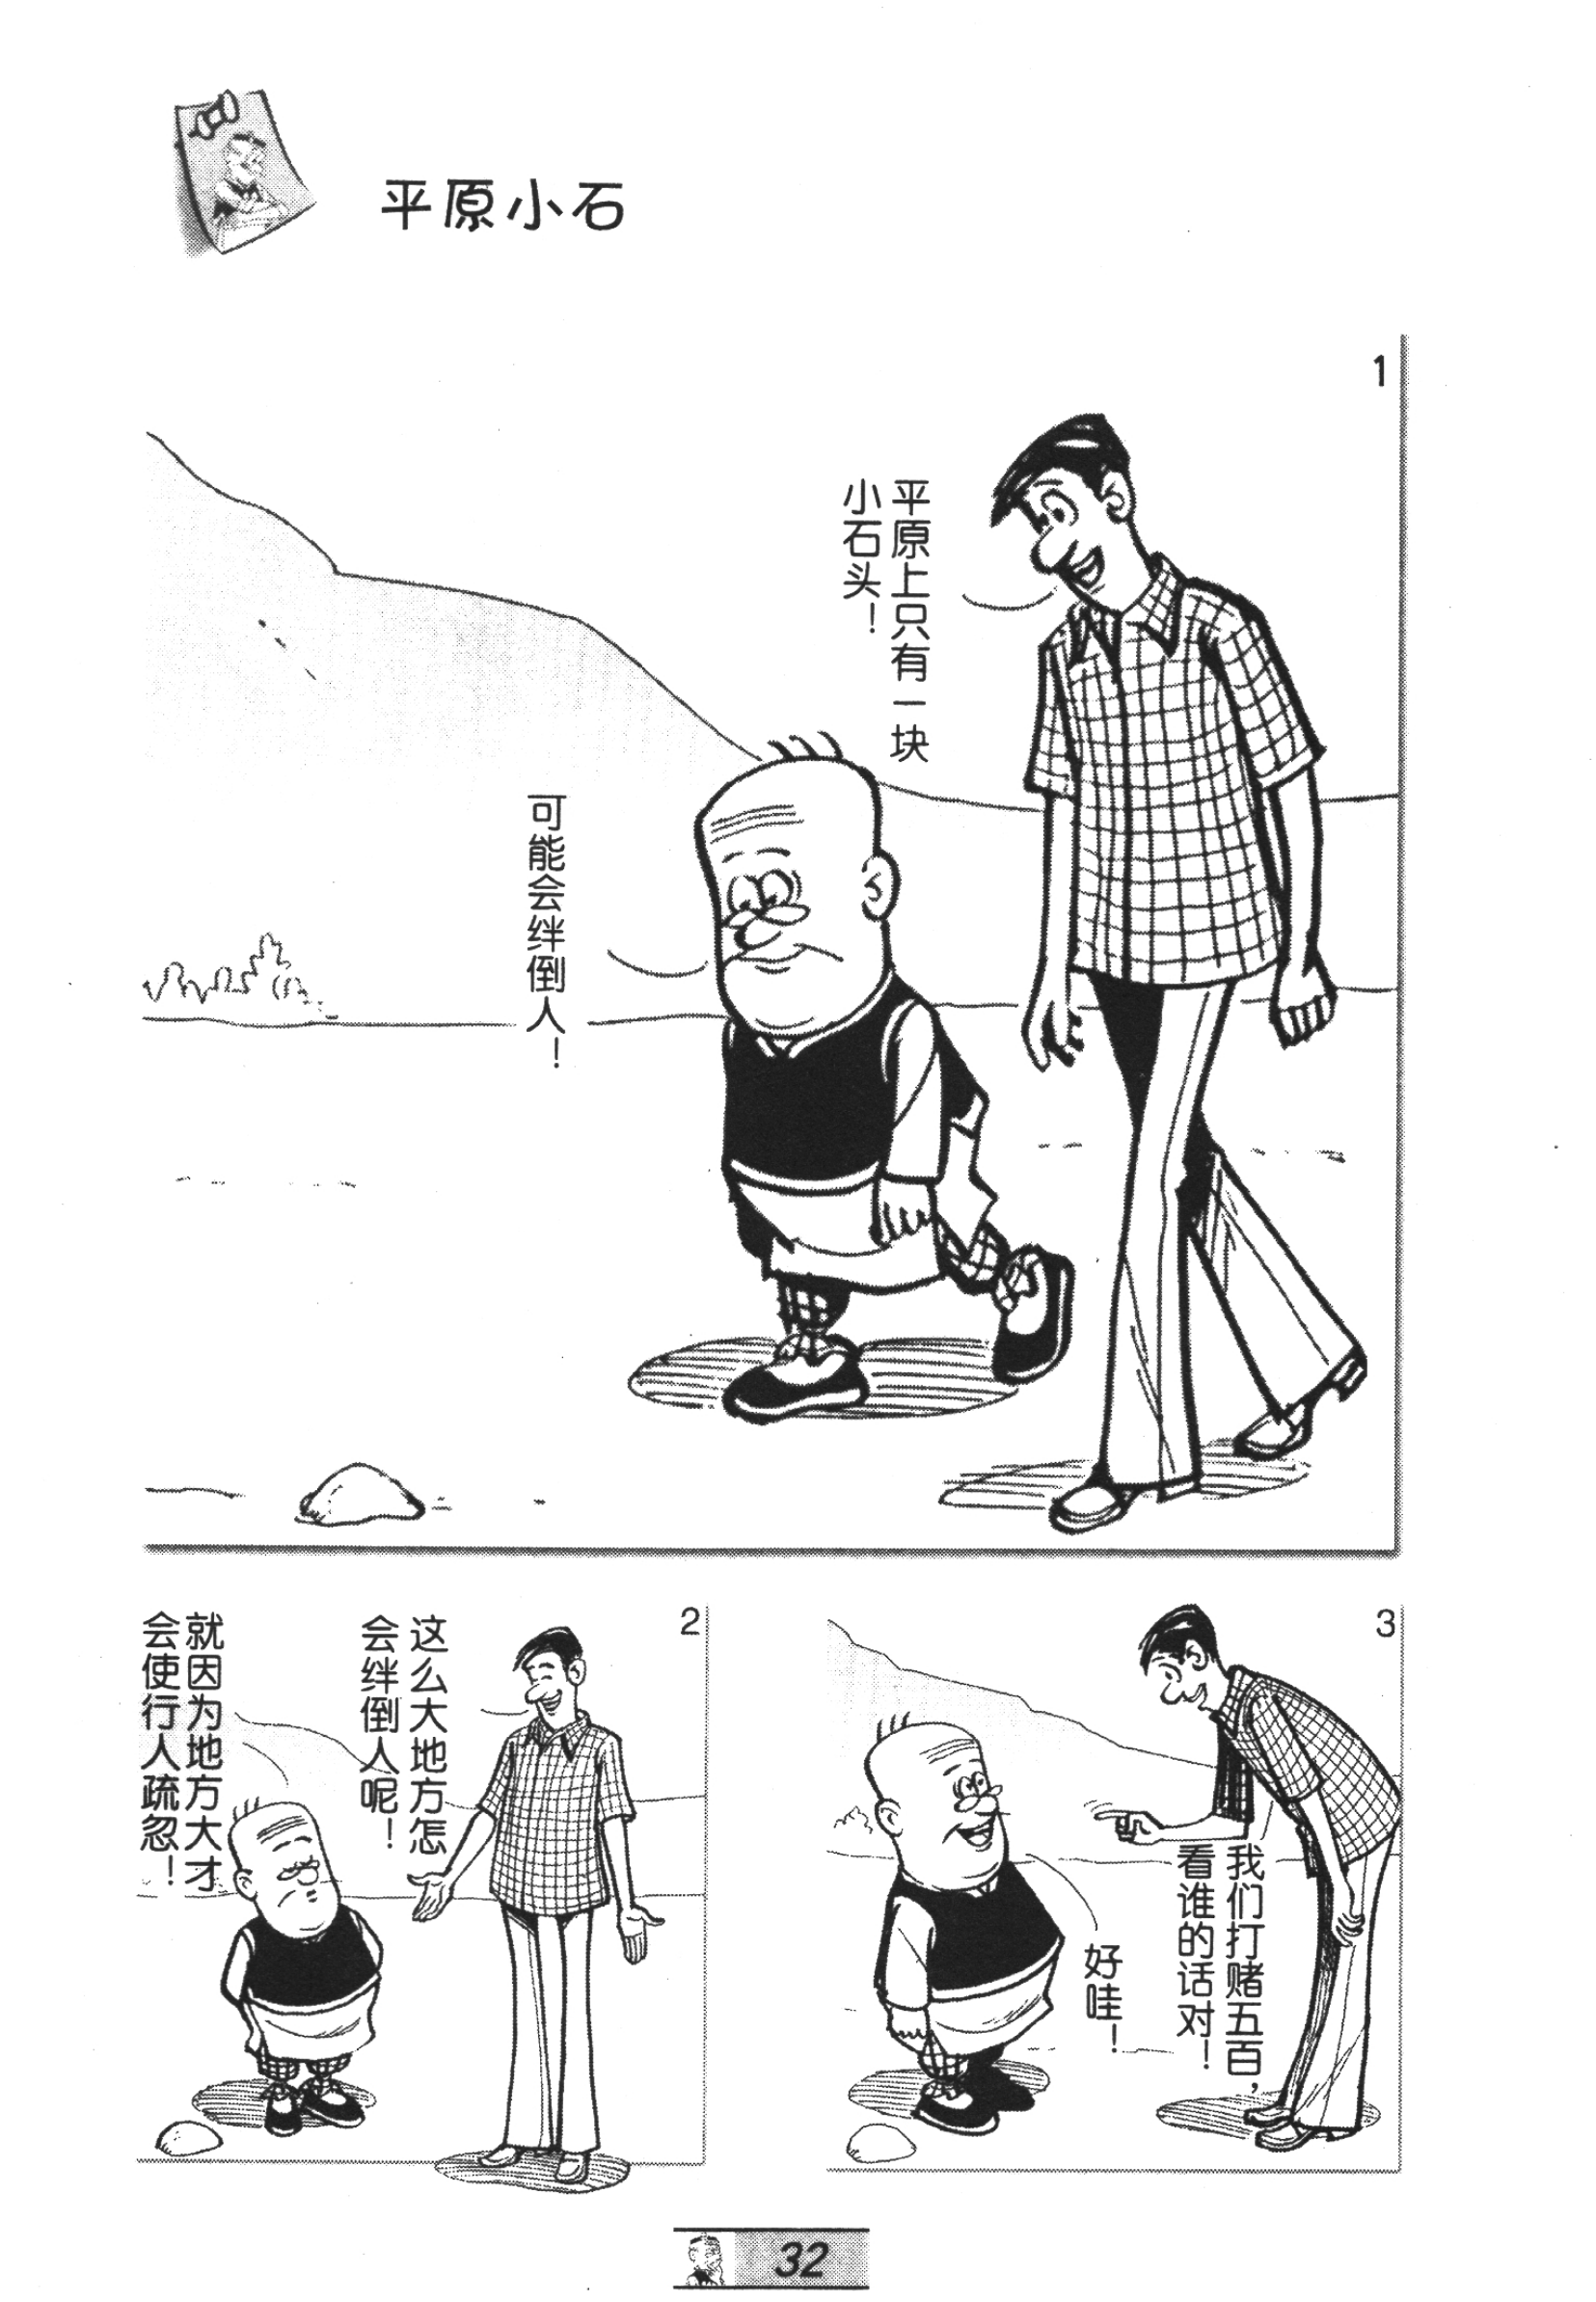 平原小石
1
平原上只有一块
小石头！
可能会绊倒人！
2
这么大地方怎
会绊倒人呢！
就因为地方大才
会使行人疏忽！
3
我们打赌五百，
看谁的话对！
好哇！
32